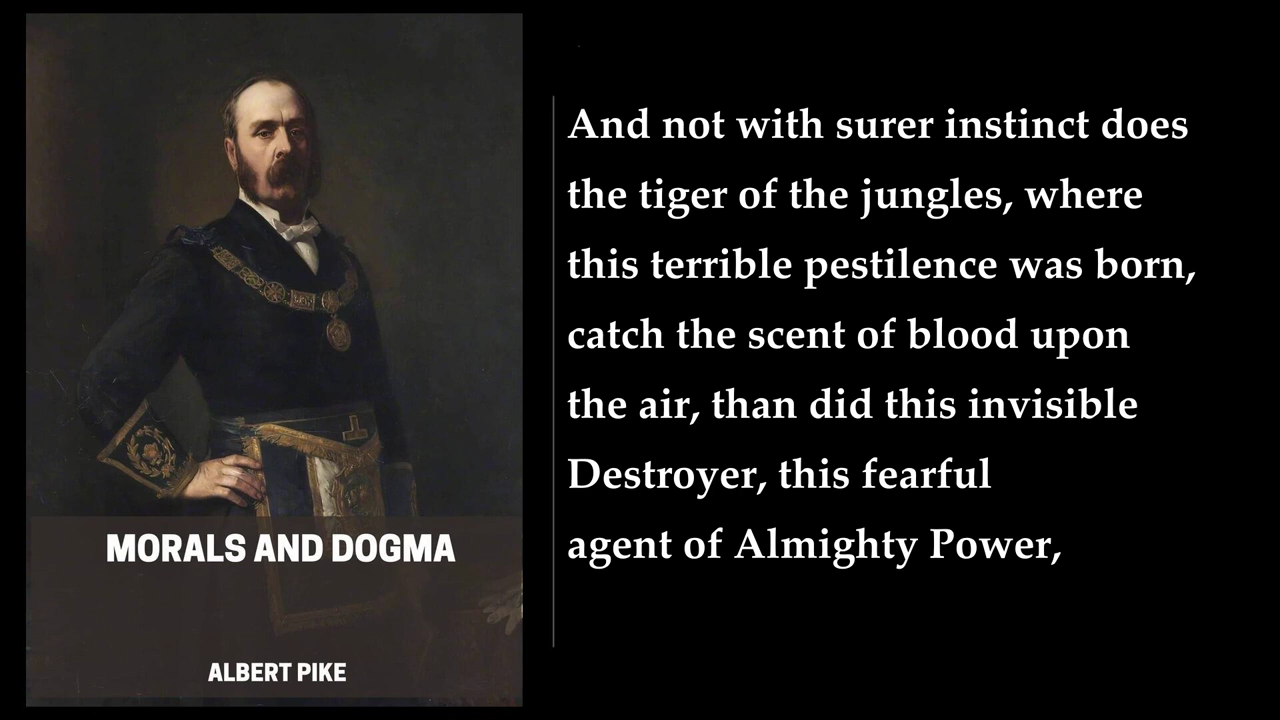 MORALS AND DOGMA
ALBERT PIKE
And not with surer instinct does
the tiger of the jungles, where
this terrible pestilence was born,
catch the scent of blood upon
the air, than did this invisible
Destroyer, this fearful
agent of Almighty Power,